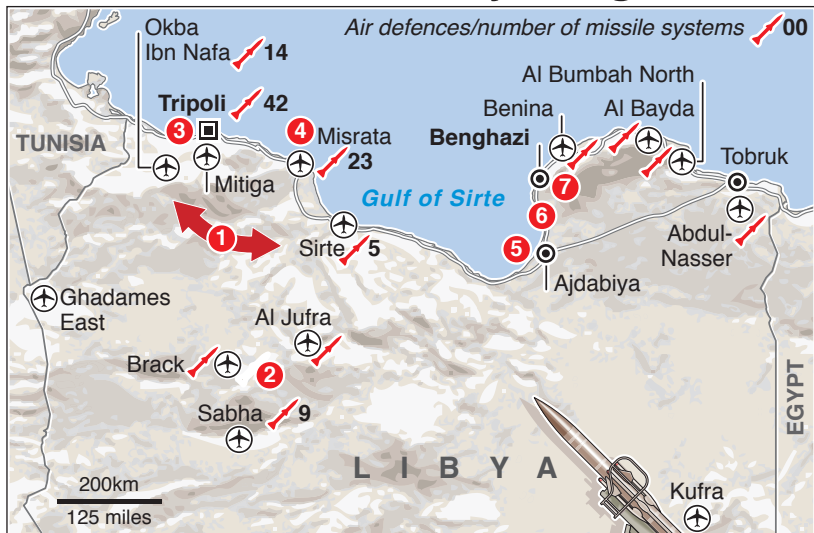 Air defences/number of missile systems 00
Okba
Ibn Nafa 14
Al Bumbah North
Tripoli 42
Benina
Al Bayda
3
4
Misrata
23
Benghazi
TUNISIA
Mitiga
Tobruk
Gulf of Sirte
7
6
1
Sirte 5
5
Abdul-
Nasser
Ajdabiya
Ghadames
East
Al Jufra
Brack
2
Sabha 9
EGYPT
LIBYA
200km
125 miles
Kufra